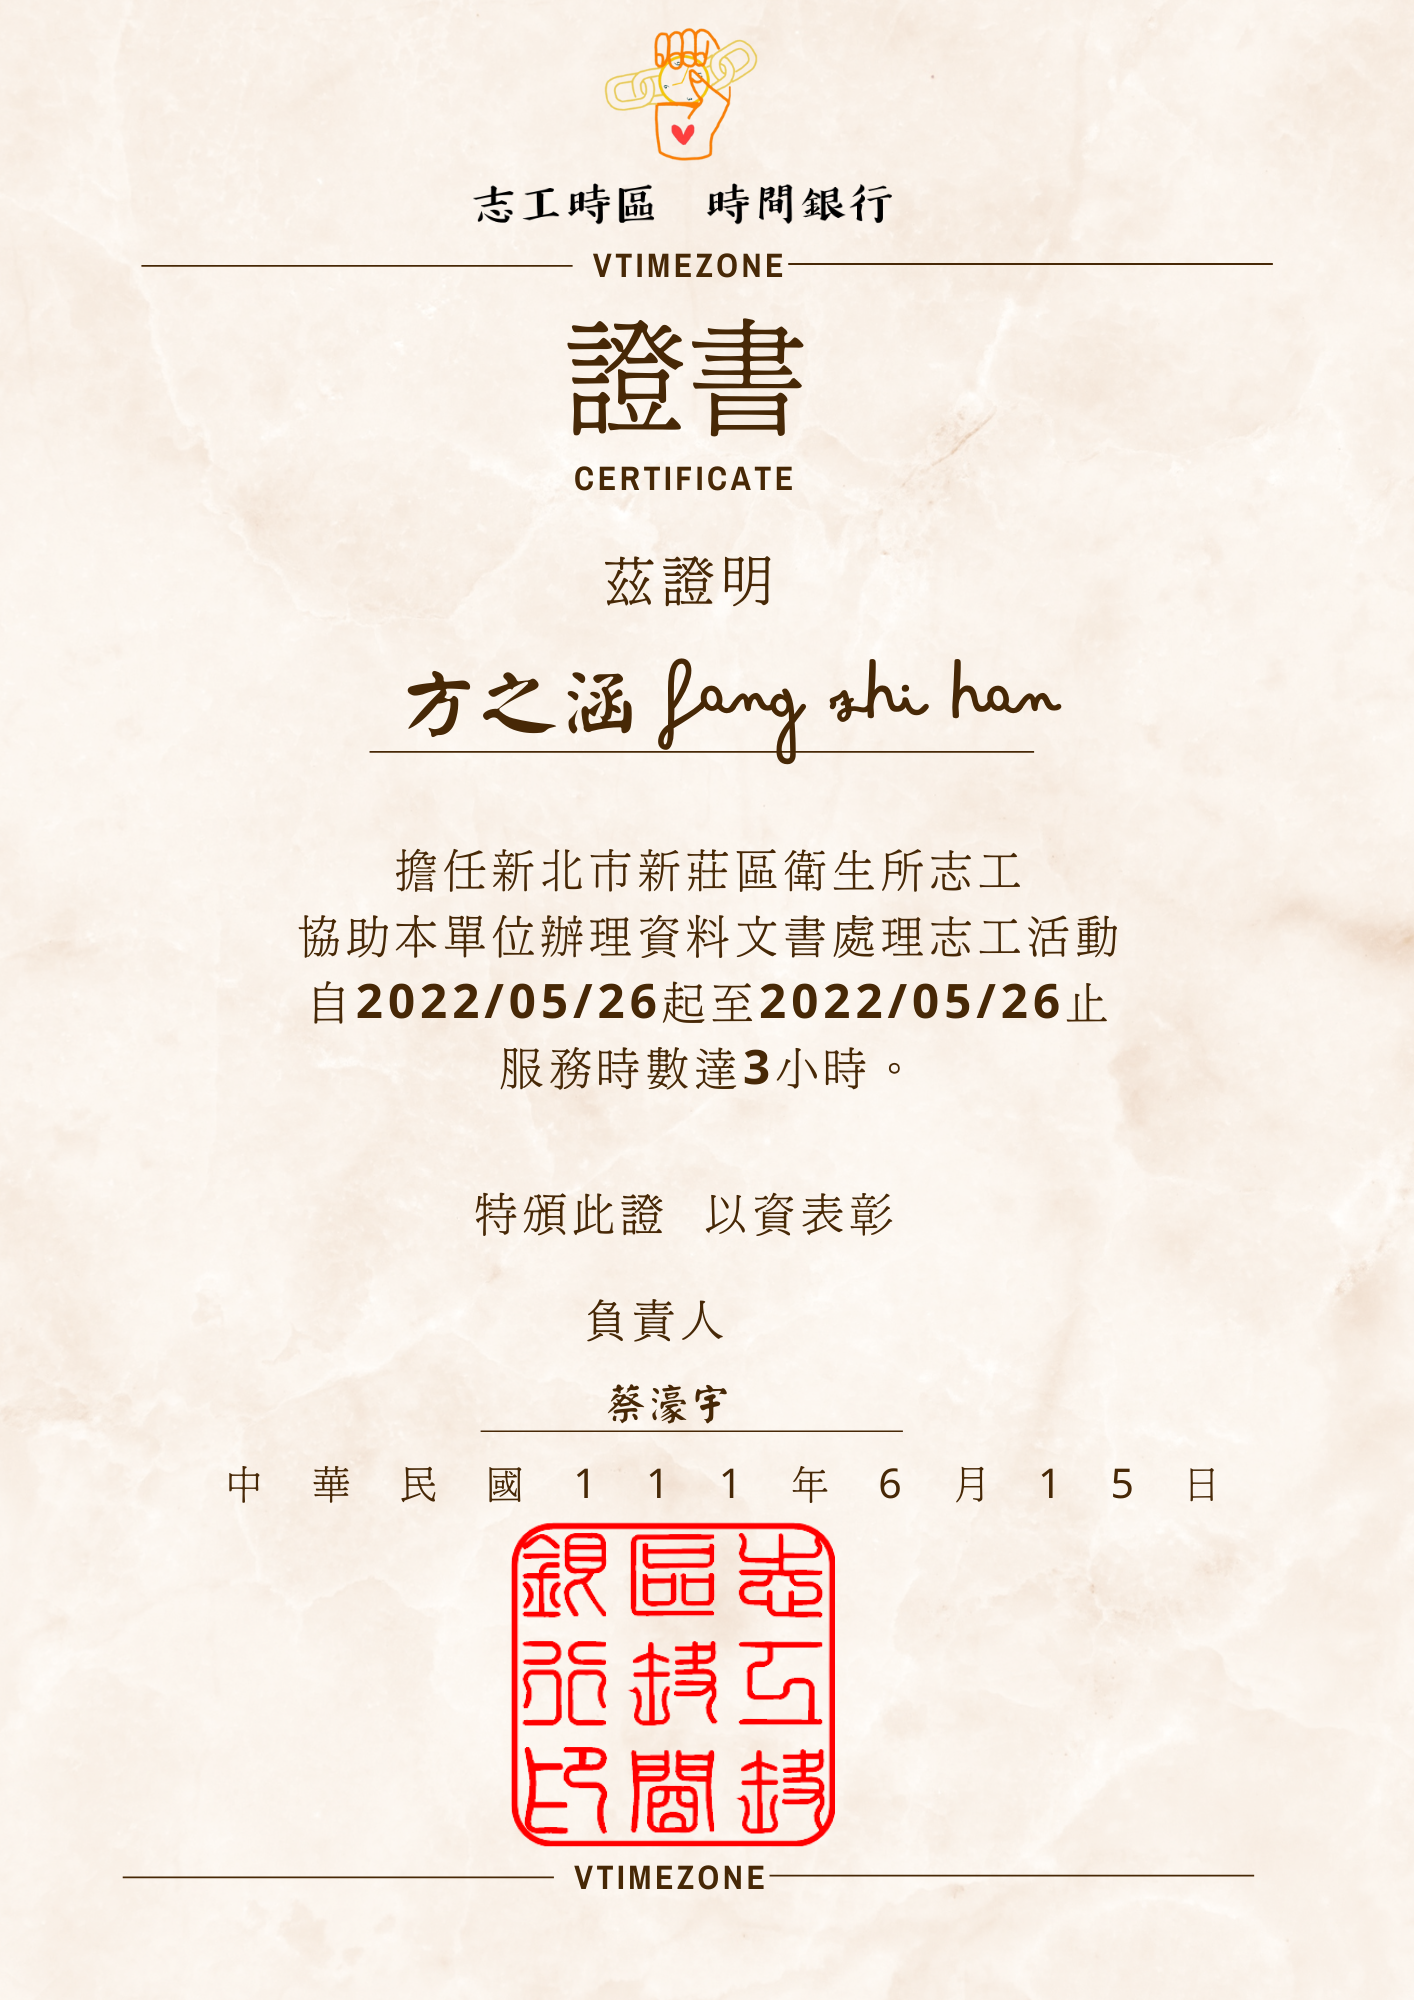 志工時區 時間銀行
VTIMEZONE
證書
CERTIFICATE
茲證明
方之涵 fang zhi han
擔任新北市新莊區衛生所志工
協助本單位辦理資料文書處理志工活動
自2022/05/26起至2022/05/26止
服務時數達3小時。
特頒此證 以資表彰
負責人
蔡濠宇
中華民國111年6月15日
志工時
區時間
銀行印
VTIMEZONE